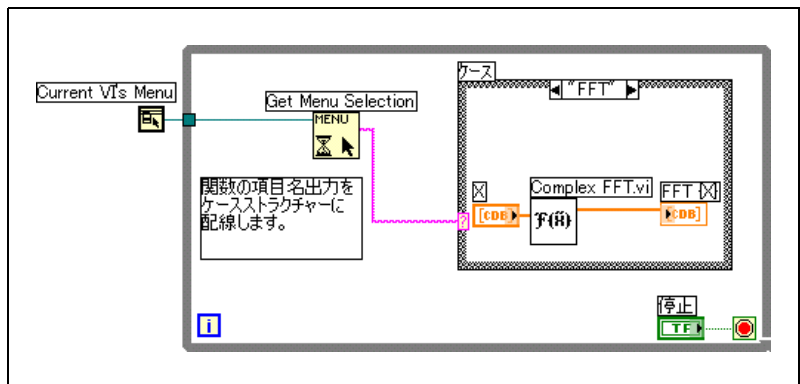 Current VI's Menu
Get Menu Selection
MENU
関数の項目名出力を
ケースストラクチャーに
配線します。
ケース
"FFT"
?
X
[CDB]
Complex FFT.vi
F{X}
FFT {X}
[CDB]
i
停止
TF